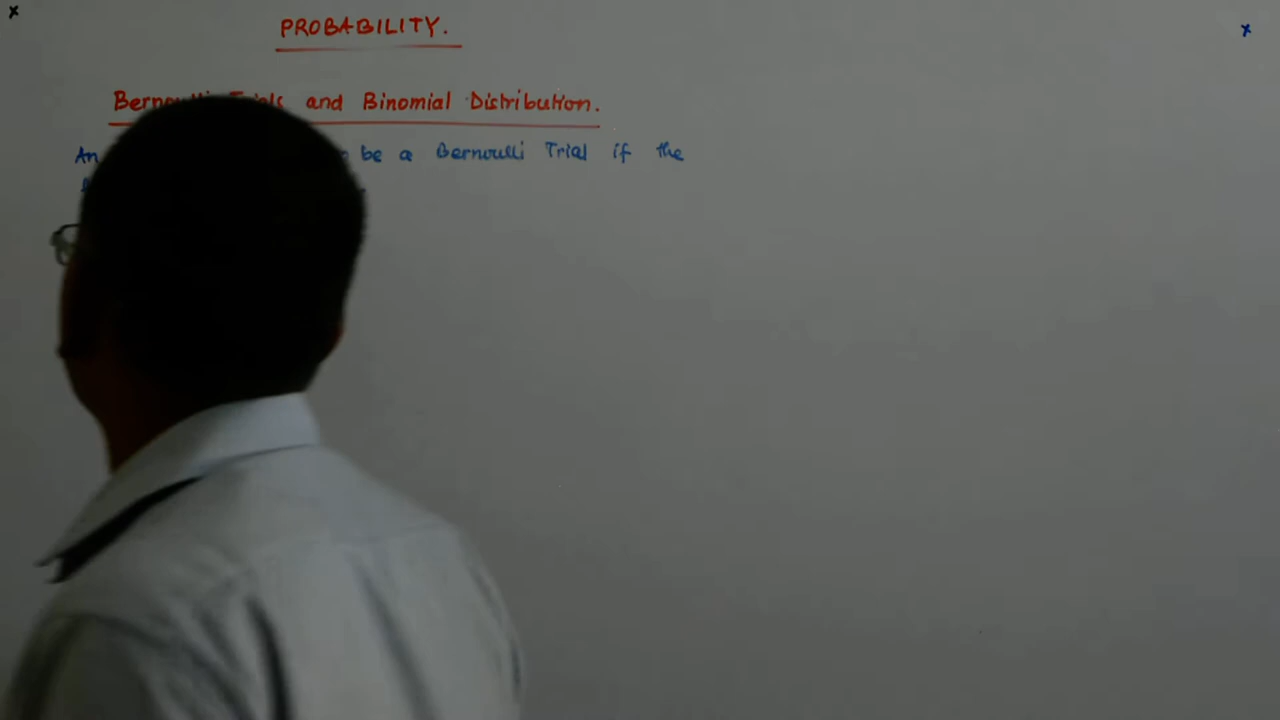 PROBABILITY.
Bernoulli Trials and Binomial Distribution.
An be a Bernoulli Trial if the